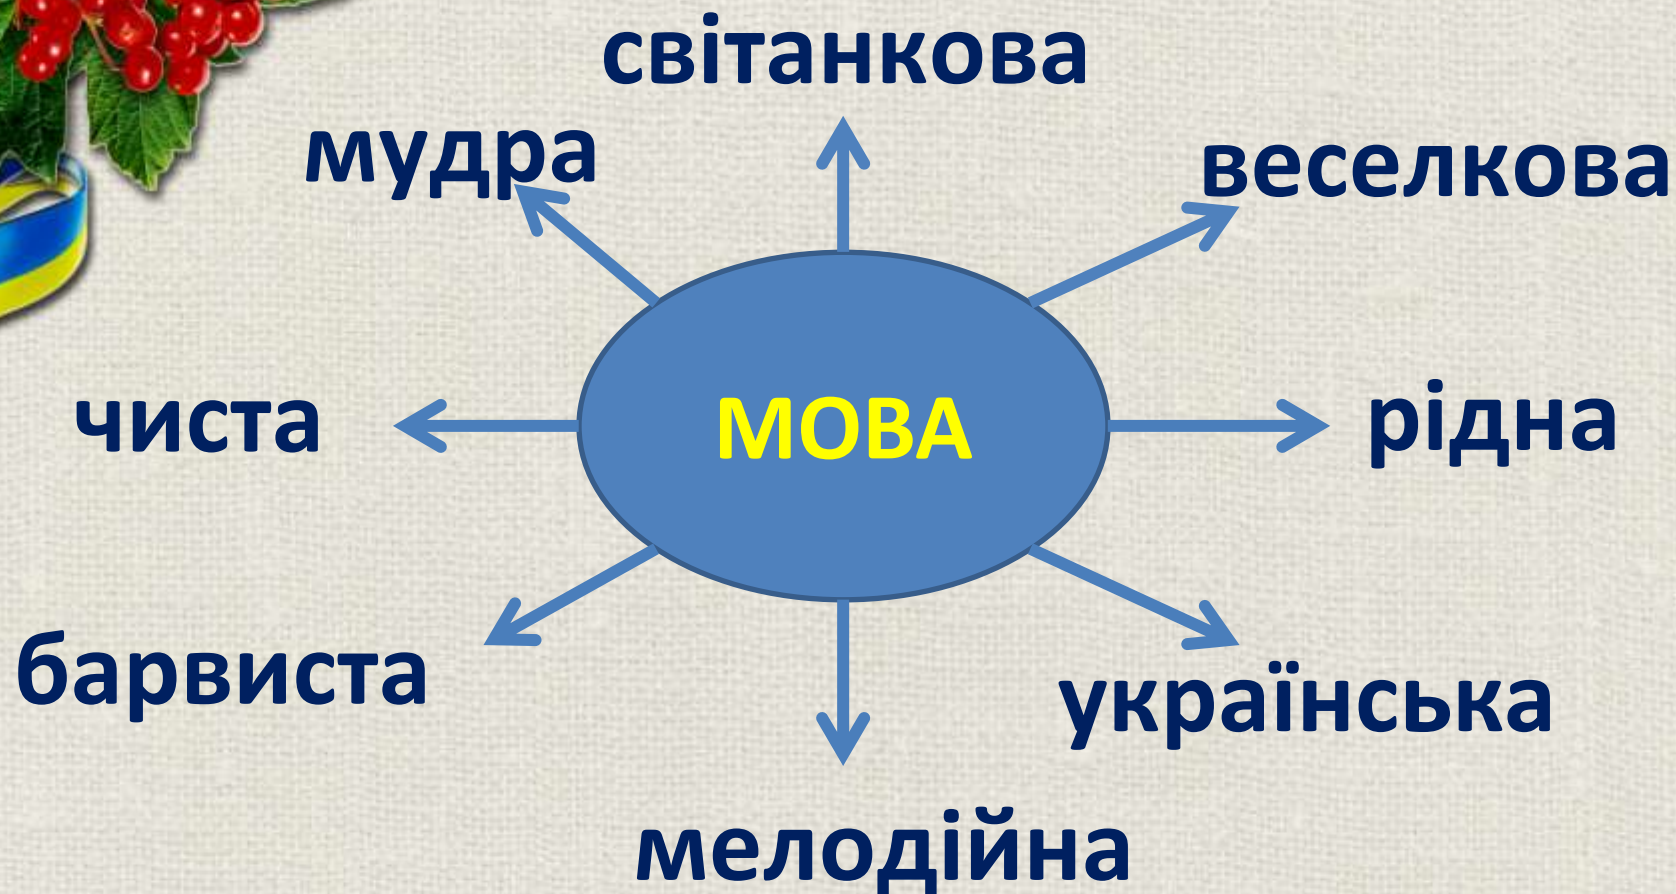 світанкова
мудра
веселкова
чиста
МОВА
рідна
барвиста
українська
мелодійна